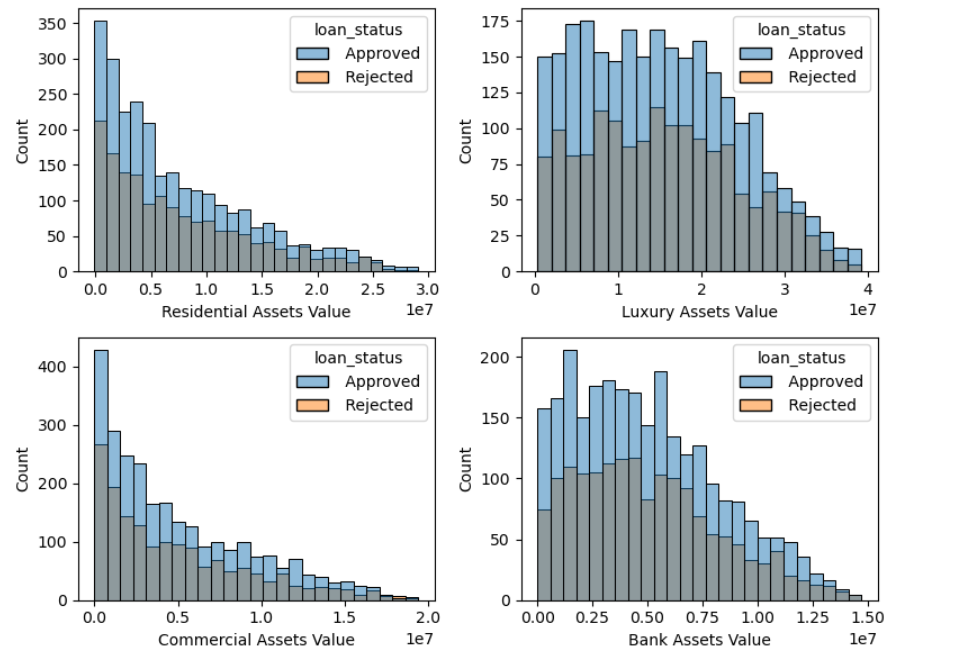 350
300
250
200
150
100
50
0
Count
loan_status
Approved
Rejected
0.0 0.5 1.0 1.5 2.0 2.5 3.0
1e7
Residential Assets Value
175
150
125
100
75
50
25
0
Count
loan_status
Approved
Rejected
0 1 2 3 4
1e7
Luxury Assets Value
400
300
200
100
0
Count
loan_status
Approved
Rejected
0.0 0.5 1.0 1.5 2.0
1e7
Commercial Assets Value
200
150
100
50
0
Count
loan_status
Approved
Rejected
0.00 0.25 0.50 0.75 1.00 1.25 1.50
1e7
Bank Assets Value